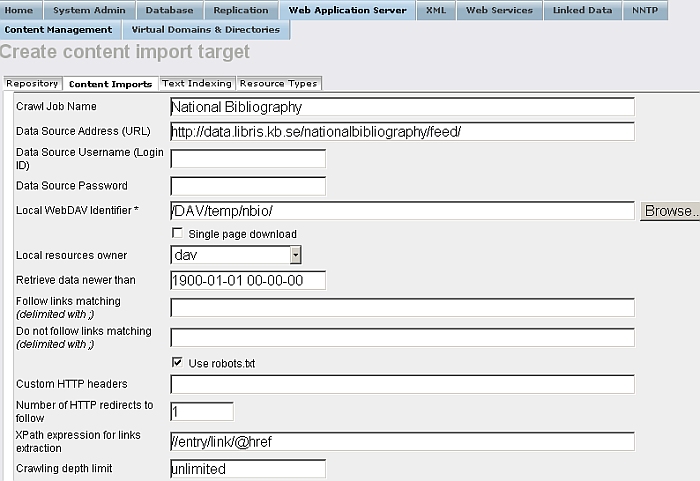 Home System Admin Database Replication Web Application Server XML Web Services Linked Data NNTP
Content Management Virtual Domains & Directories
Create content import target
Repository Content Imports Text Indexing Resource Types
Crawl Job Name National Bibliography
Data Source Address (URL) http://data.libris.kb.se/nationalbibliography/feed/
Data Source Username (Login
ID)
Data Source Password
Local WebDAV Identifier * /DAV/temp/nbio/ Browse..
Single page download
Local resources owner dav
Retrieve data newer than 1900-01-01 00-00-00
Follow links matching
(delimited with ;)
Do not follow links matching
(delimited with ;)
Use robots.txt
Custom HTTP headers
Number of HTTP redirects to
follow 1
XPath expression for links
extraction //entry/link/@href
Crawling depth limit unlimited